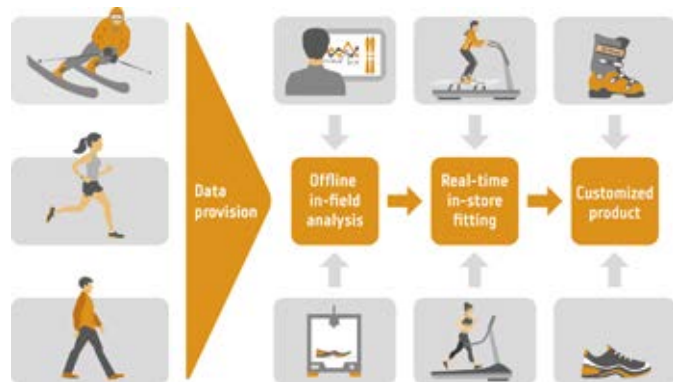 Data
provision
Offline
in-field
analysis
Real-time
in-store
fitting
Customized
product